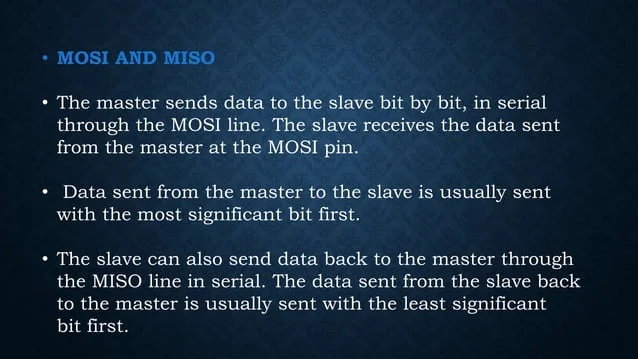 • MOSI AND MISO
• The master sends data to the slave bit by bit, in serial
through the MOSI line. The slave receives the data sent
from the master at the MOSI pin.
• Data sent from the master to the slave is usually sent
with the most significant bit first.
• The slave can also send data back to the master through
the MISO line in serial. The data sent from the slave back
to the master is usually sent with the least significant
bit first.